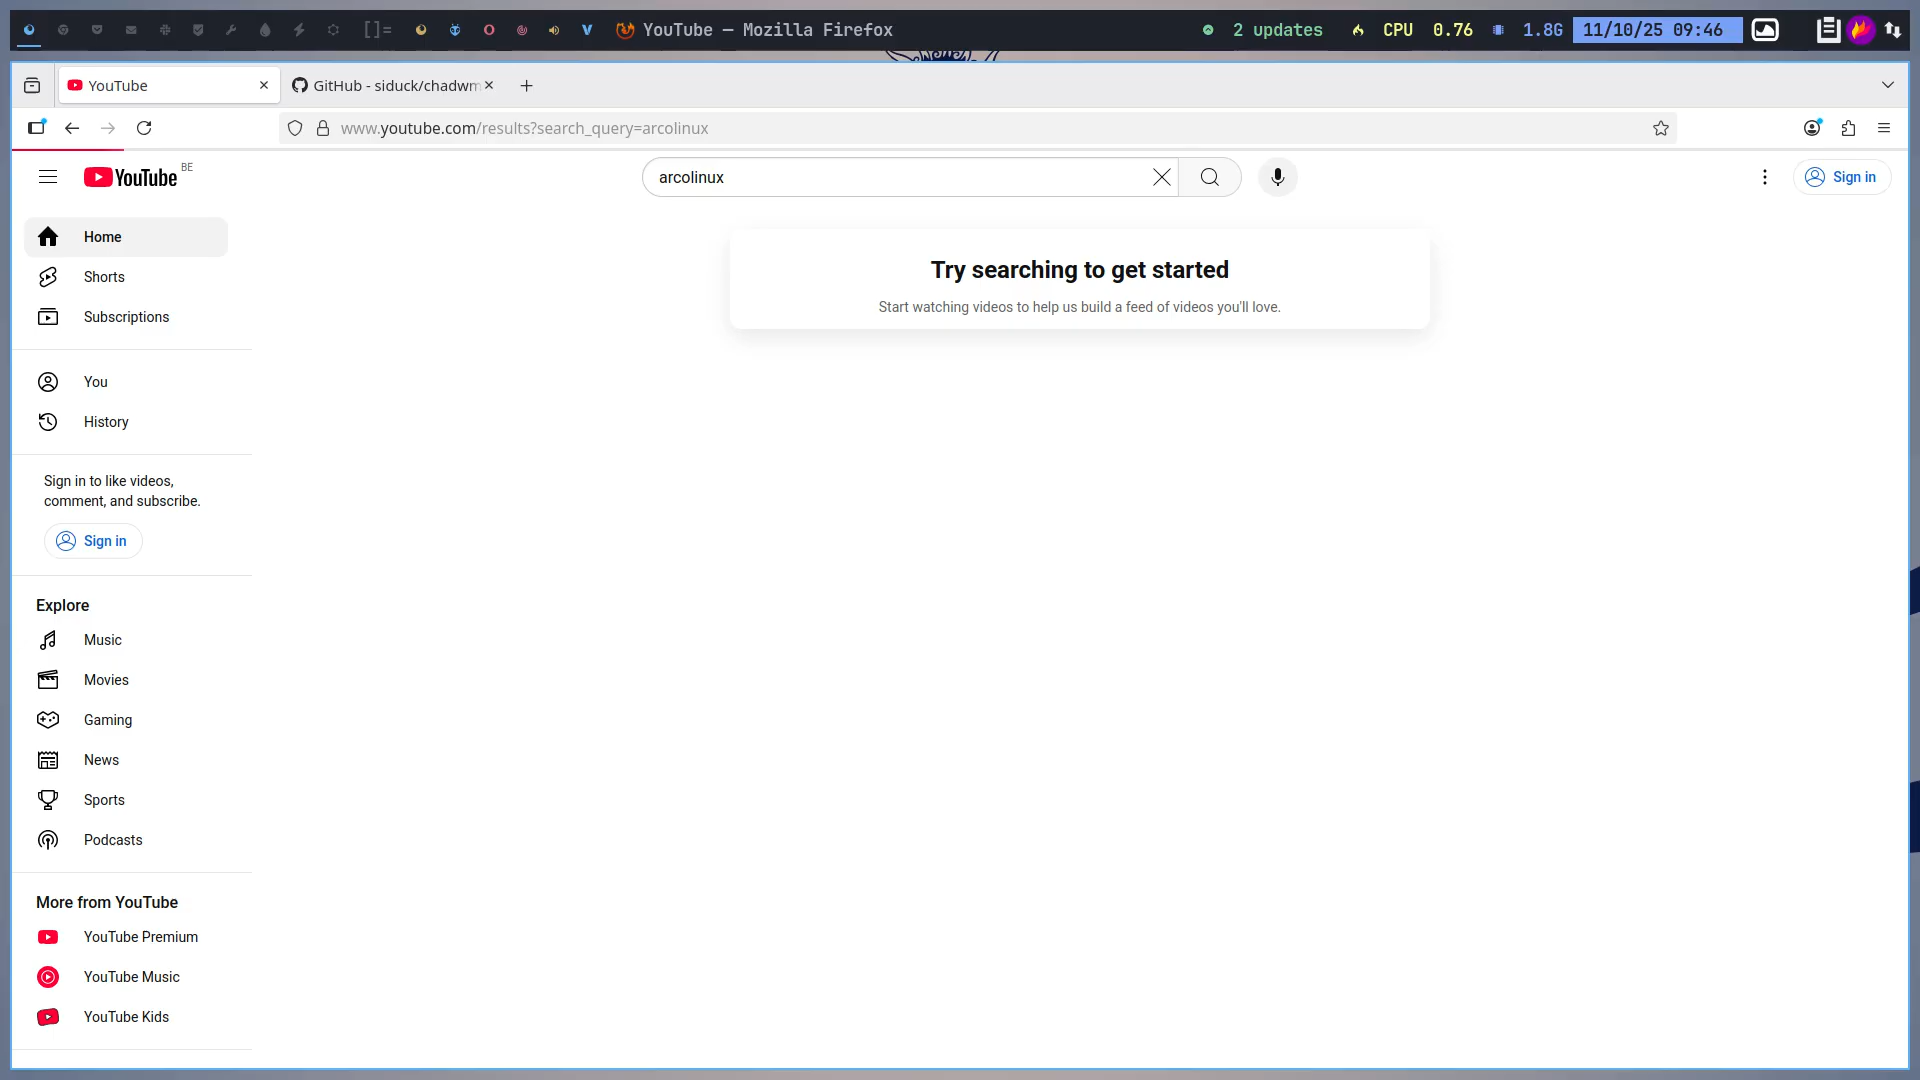 []=
YouTube — Mozilla Firefox
2 updates
CPU 0.76
1.8G
11/10/25 09:46
YouTube
GitHub - siduck/chadwm
www.youtube.com/results?search_query=arcolinux
YouTube BE
arcolinux
Sign in
Home
Shorts
Subscriptions
You
History
Sign in to like videos,
comment, and subscribe.
Sign in
Explore
Music
Movies
Gaming
News
Sports
Podcasts
More from YouTube
YouTube Premium
YouTube Music
YouTube Kids
Try searching to get started
Start watching videos to help us build a feed of videos you'll love.